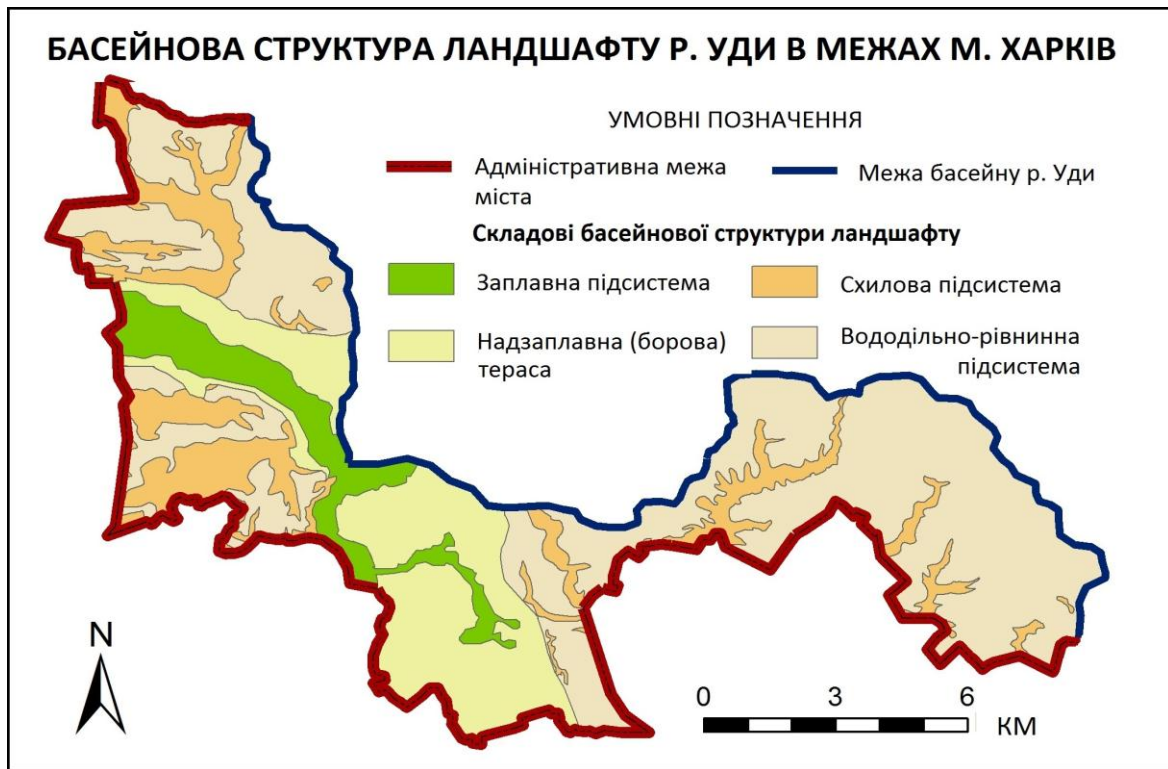 БАСЕЙНОВА СТРУКТУРА ЛАНДШАФТУ Р. УДИ В МЕЖАХ М. ХАРКІВ
УМОВНІ ПОЗНАЧЕННЯ
Адміністративна межа
міста
Межа басейну р. Уди
Складові басейнової структури ландшафту
Заплавна підсистема
Схилова підсистема
Надзаплавна (борова)
тераса
Вододільно-рівнинна
підсистема
N
0 3 6
КМ